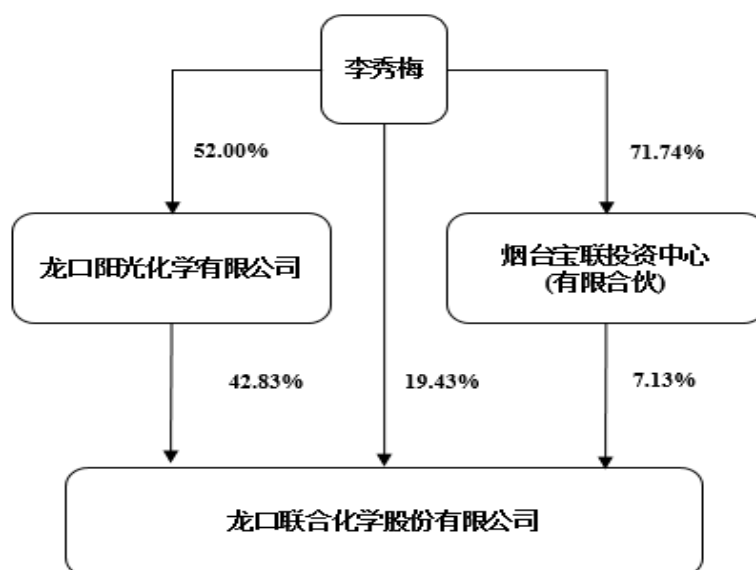 李秀梅
52.00%
71.74%
龙口阳光化学有限公司
烟台宝联投资中心
(有限合伙)
42.83%
19.43%
7.13%
龙口联合化学股份有限公司